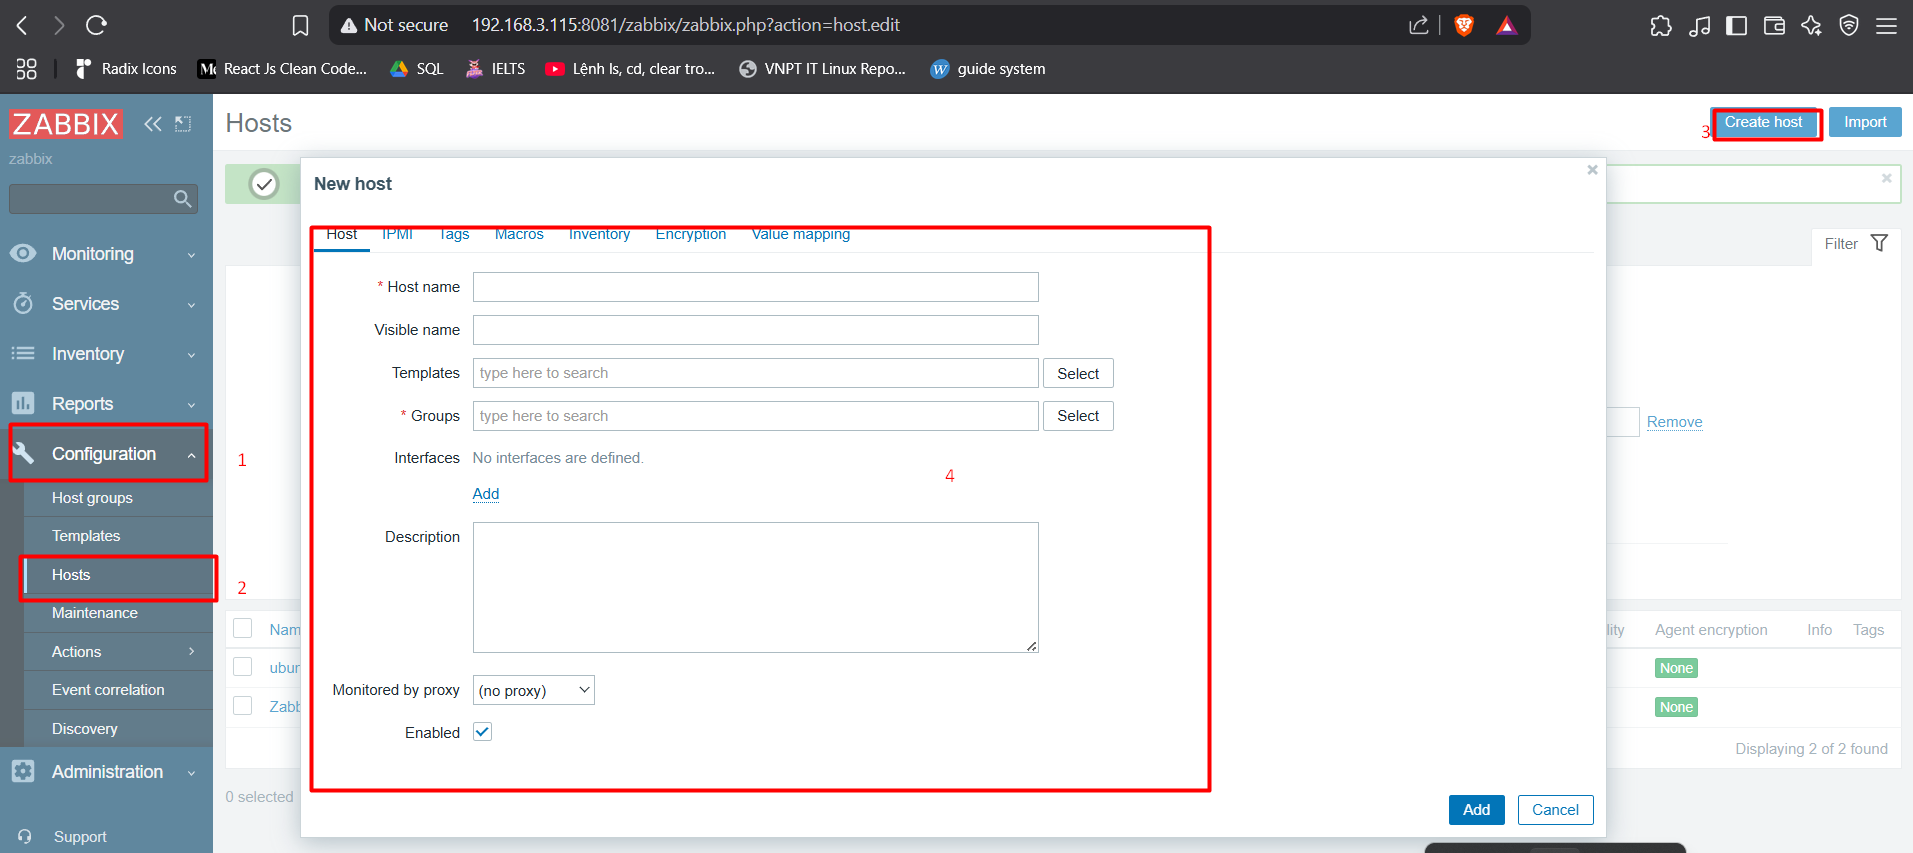 Not secure 192.168.3.115:8081/zabbix/zabbix.php?action=host.edit
Radix Icons
React Js Clean Code...
SQL
IELTS
Lệnh ls, cd, clear tro...
VNPT IT Linux Repo...
guide system
ZABBIX
zabbix
Monitoring
Services
Inventory
Reports
Configuration
1
Host groups
Templates
Hosts
2
Maintenance
Actions
Event correlation
Discovery
Administration
Support
Hosts
3
Create host
Import
Filter
Remove
New host
Host IPMI Tags Macros Inventory Encryption Value mapping
* Host name
Visible name
Templates type here to search Select
* Groups type here to search Select
Interfaces No interfaces are defined.
4
Add
Description
Monitored by proxy (no proxy)
Enabled
Add Cancel
Agent encryption Info Tags
None
None
Displaying 2 of 2 found
0 selected